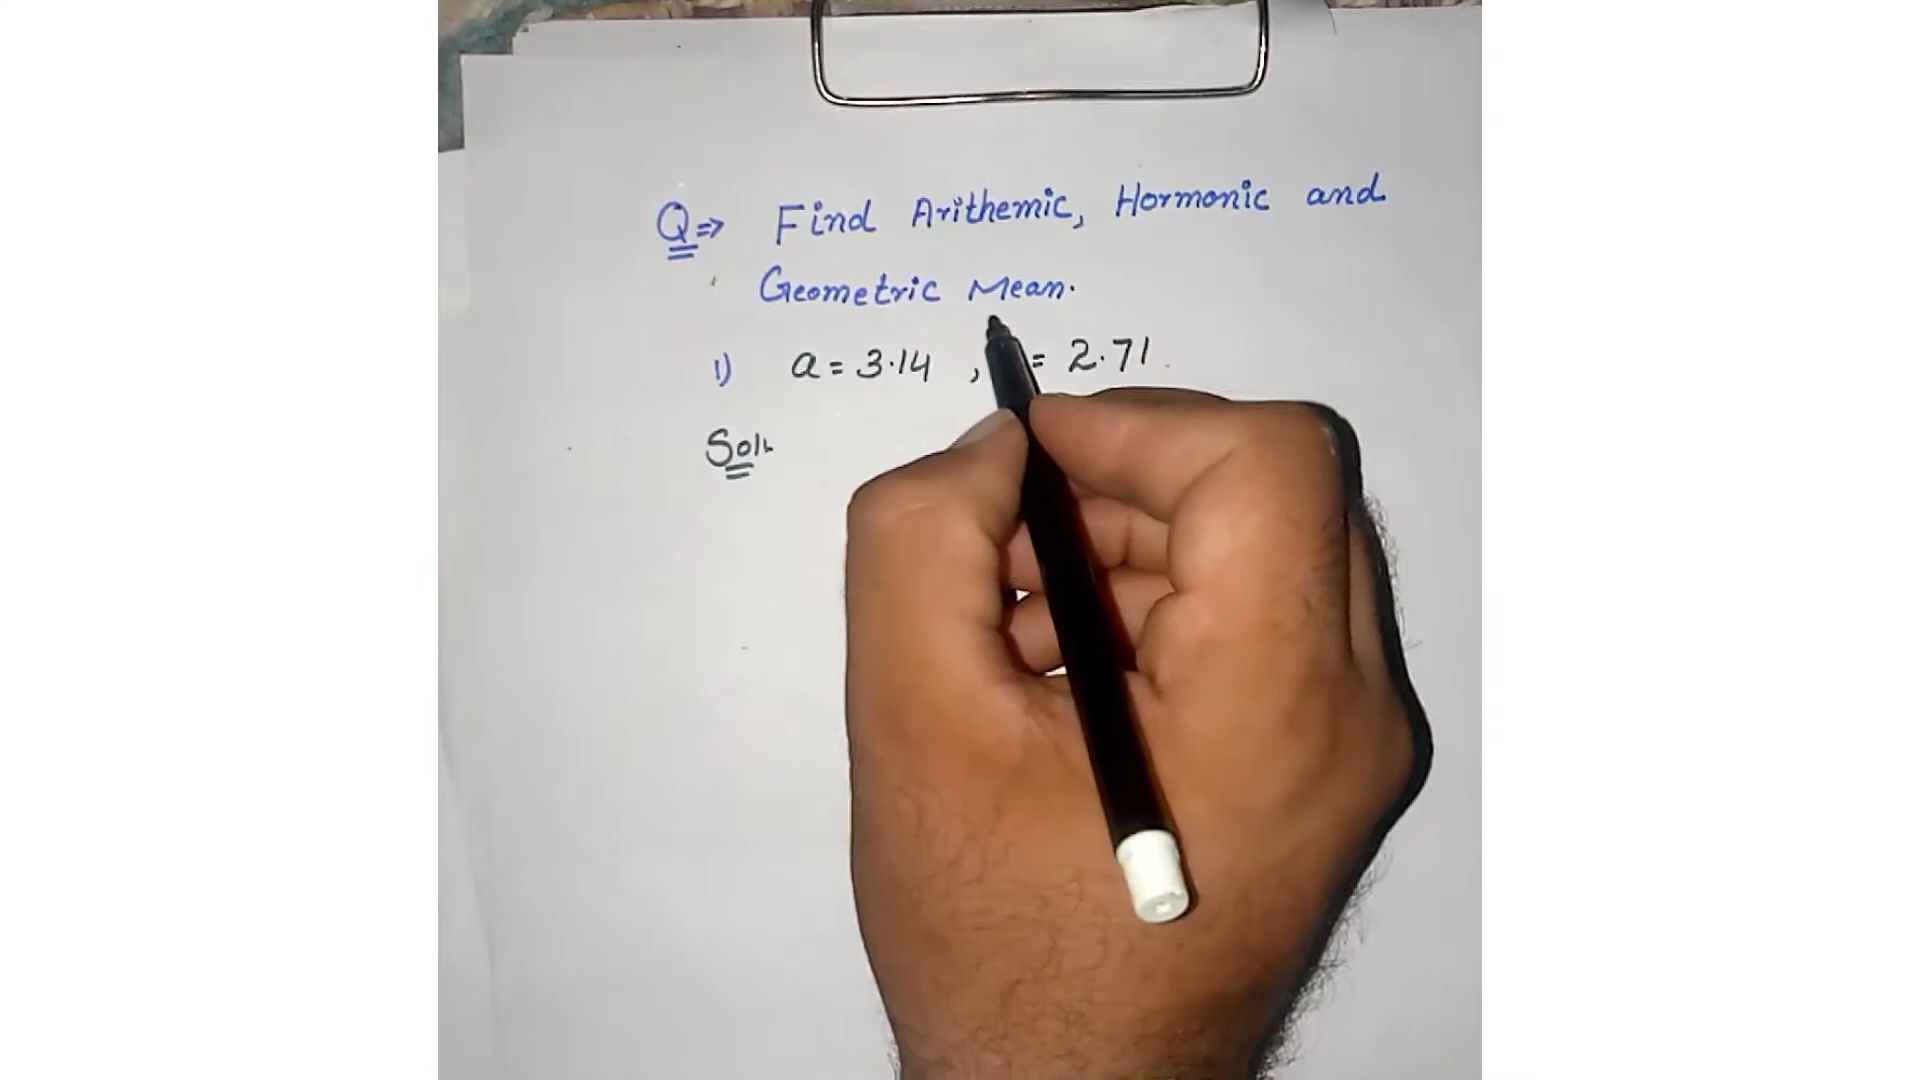 Q⇒ Find Arithemic, Hormonic and
Geometric Mean.
1) a = 3.14 , = 2.71
Soln